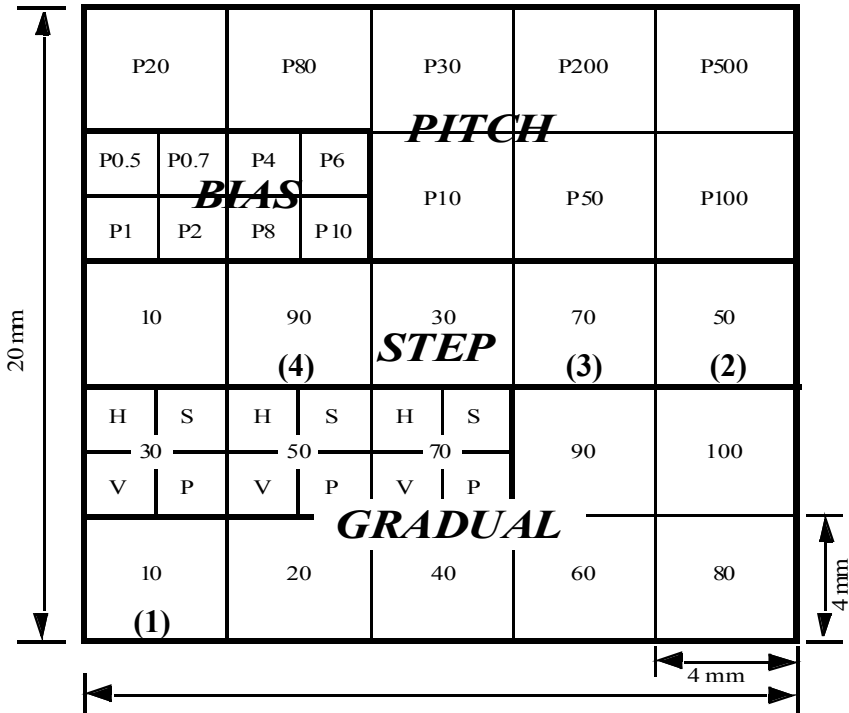 P20 P80 P30 P200 P500
PITCH
P0.5 P0.7 P4 P6
BIAS
P10 P50 P100
P1 P2 P8 P10
10 90 30 70 50
STEP
(4) (3) (2)
20 mm
H S H S H S
30 50 70 90 100
V P V P V P
GRADUAL
10 20 40 60 80
4 mm
(1)
4 mm